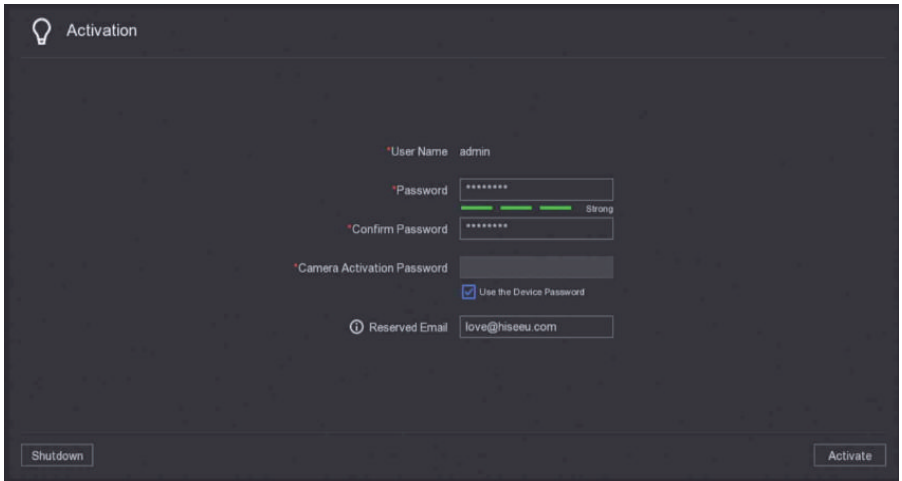 Activation
*User Name admin
*Password ********
Strong
*Confirm Password ********
*Camera Activation Password
Use the Device Password
Reserved Email love@hiseeu.com
Shutdown Activate